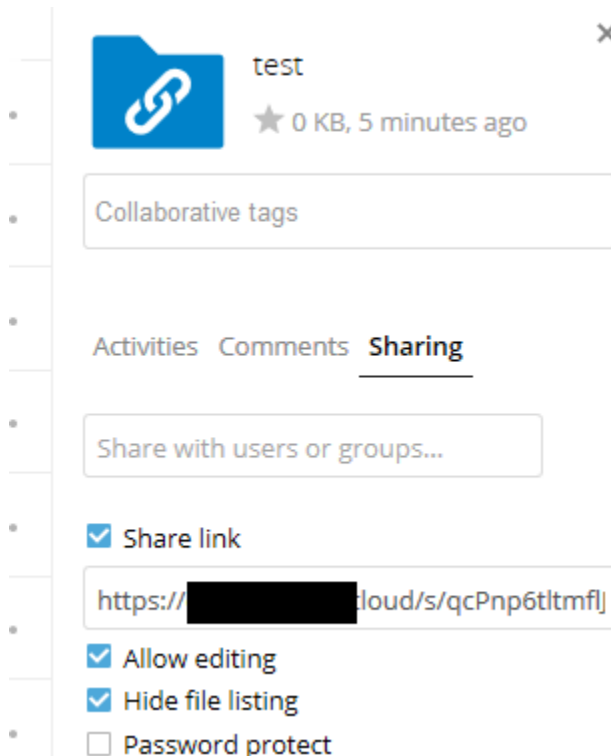 test
0 KB, 5 minutes ago
Collaborative tags
Activities Comments Sharing
Share with users or groups...
Share link
https:// loud/s/qcPnp6tltmflJ
Allow editing
Hide file listing
Password protect